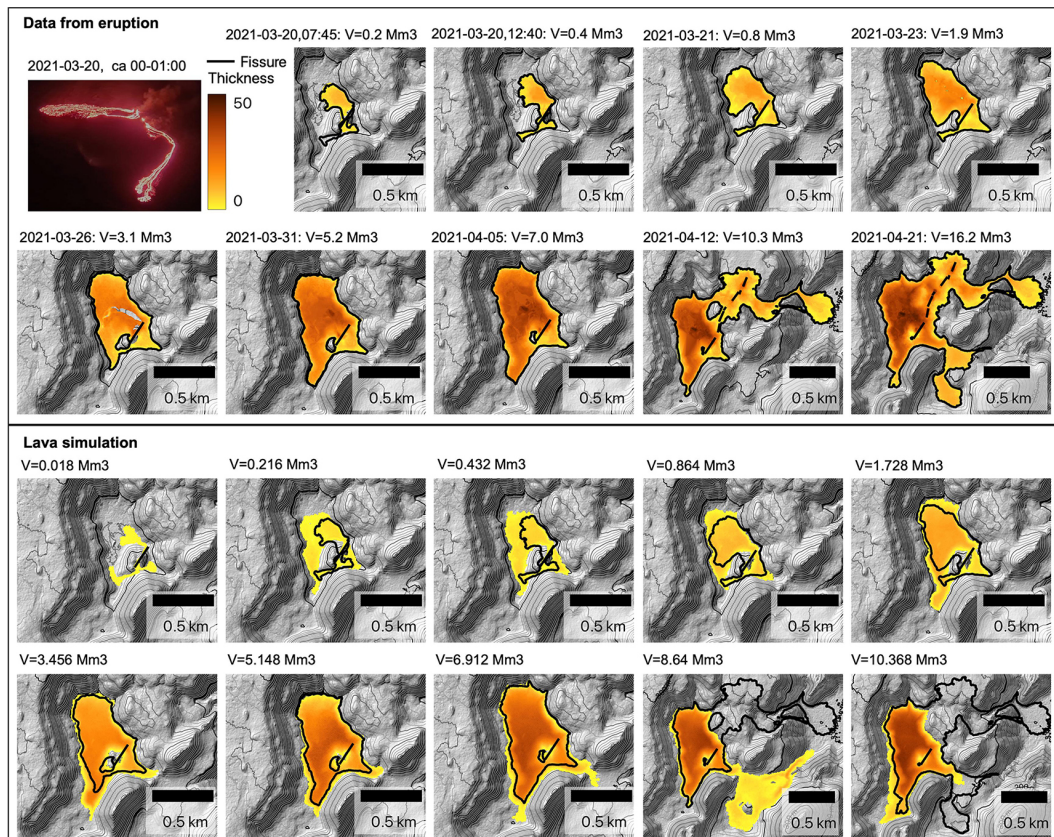 Data from eruption
2021-03-20, ca 00-01:00
Fissure
Thickness
50
0
2021-03-20,07:45: V=0.2 Mm3
0.5 km
2021-03-20,12:40: V=0.4 Mm3
0.5 km
2021-03-21: V=0.8 Mm3
0.5 km
2021-03-23: V=1.9 Mm3
0.5 km
2021-03-26: V=3.1 Mm3
0.5 km
2021-03-31: V=5.2 Mm3
0.5 km
2021-04-05: V=7.0 Mm3
0.5 km
2021-04-12: V=10.3 Mm3
0.5 km
2021-04-21: V=16.2 Mm3
0.5 km
Lava simulation
V=0.018 Mm3
0.5 km
V=0.216 Mm3
0.5 km
V=0.432 Mm3
0.5 km
V=0.864 Mm3
0.5 km
V=1.728 Mm3
0.5 km
V=3.456 Mm3
0.5 km
V=5.148 Mm3
0.5 km
V=6.912 Mm3
0.5 km
V=8.64 Mm3
0.5 km
V=10.368 Mm3
0.5 km